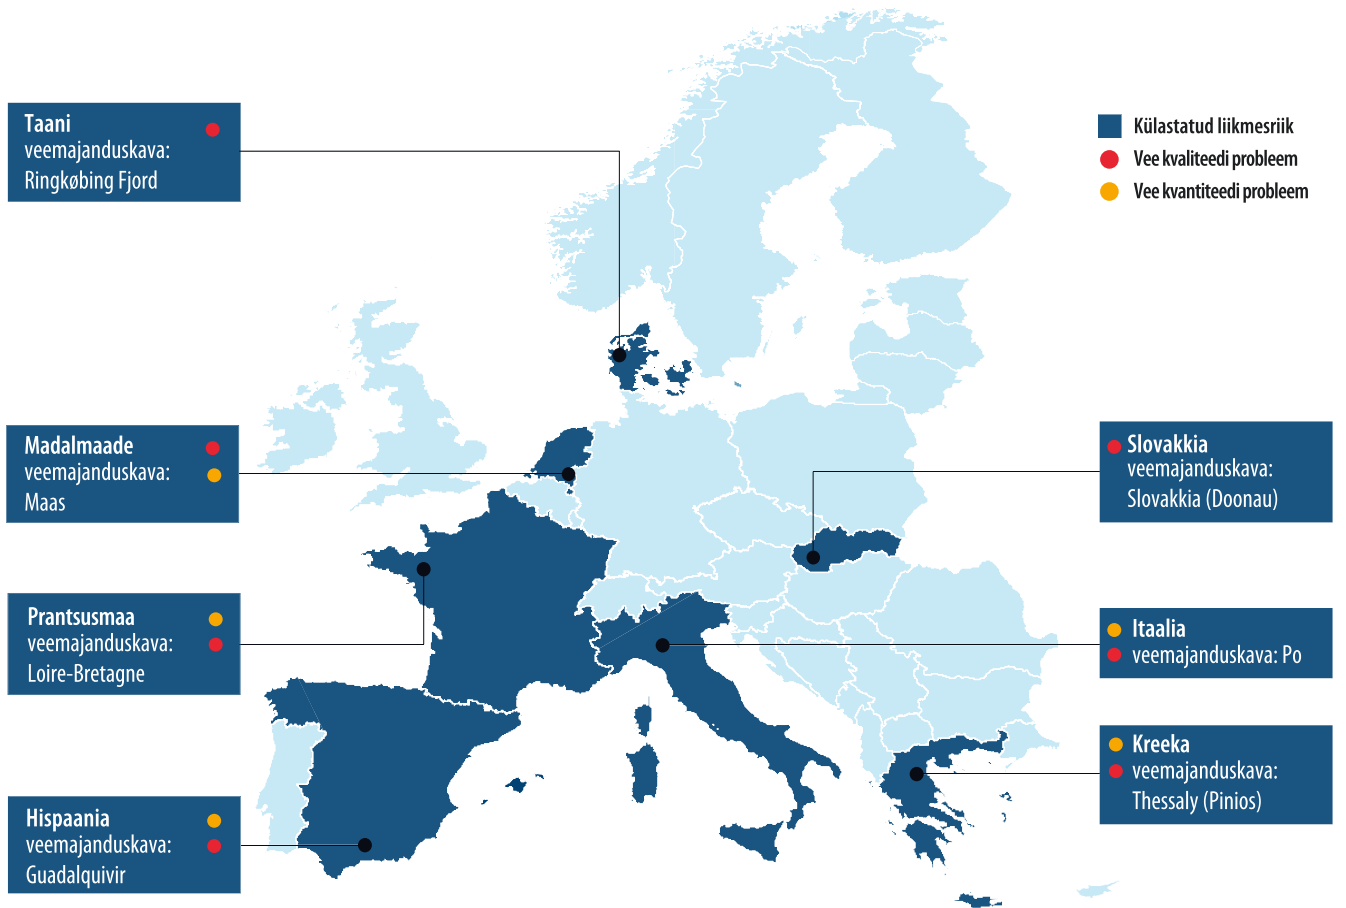 Taani
veemajanduskava:
Ringkøbing Fjord
Külastatud liikmesriik
Vee kvaliteedi probleem
Vee kvantiteedi probleem
Madalmaade
veemajanduskava:
Maas
Slovakkia
veemajanduskava:
Slovakkia (Doonau)
Prantsusmaa
veemajanduskava:
Loire-Bretagne
Itaalia
veemajanduskava: Po
Kreeka
veemajanduskava:
Thessaly (Pinios)
Hispaania
veemajanduskava:
Guadalquivir